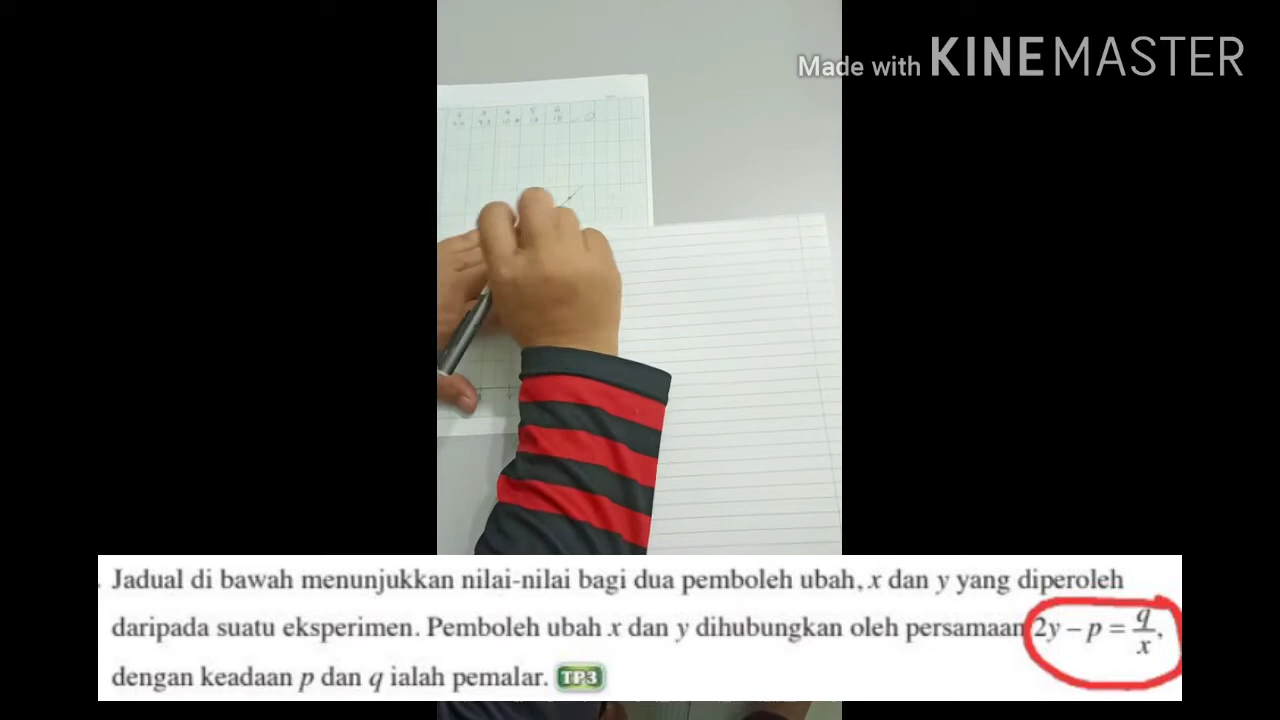 Made with KINEMASTER
Jadual di bawah menunjukkan nilai-nilai bagi dua pemboleh ubah, x dan y yang diperoleh
daripada suatu eksperimen. Pemboleh ubah x dan y dihubungkan oleh persamaan 2y – p = q/x,
dengan keadaan p dan q ialah pemalar. TP3